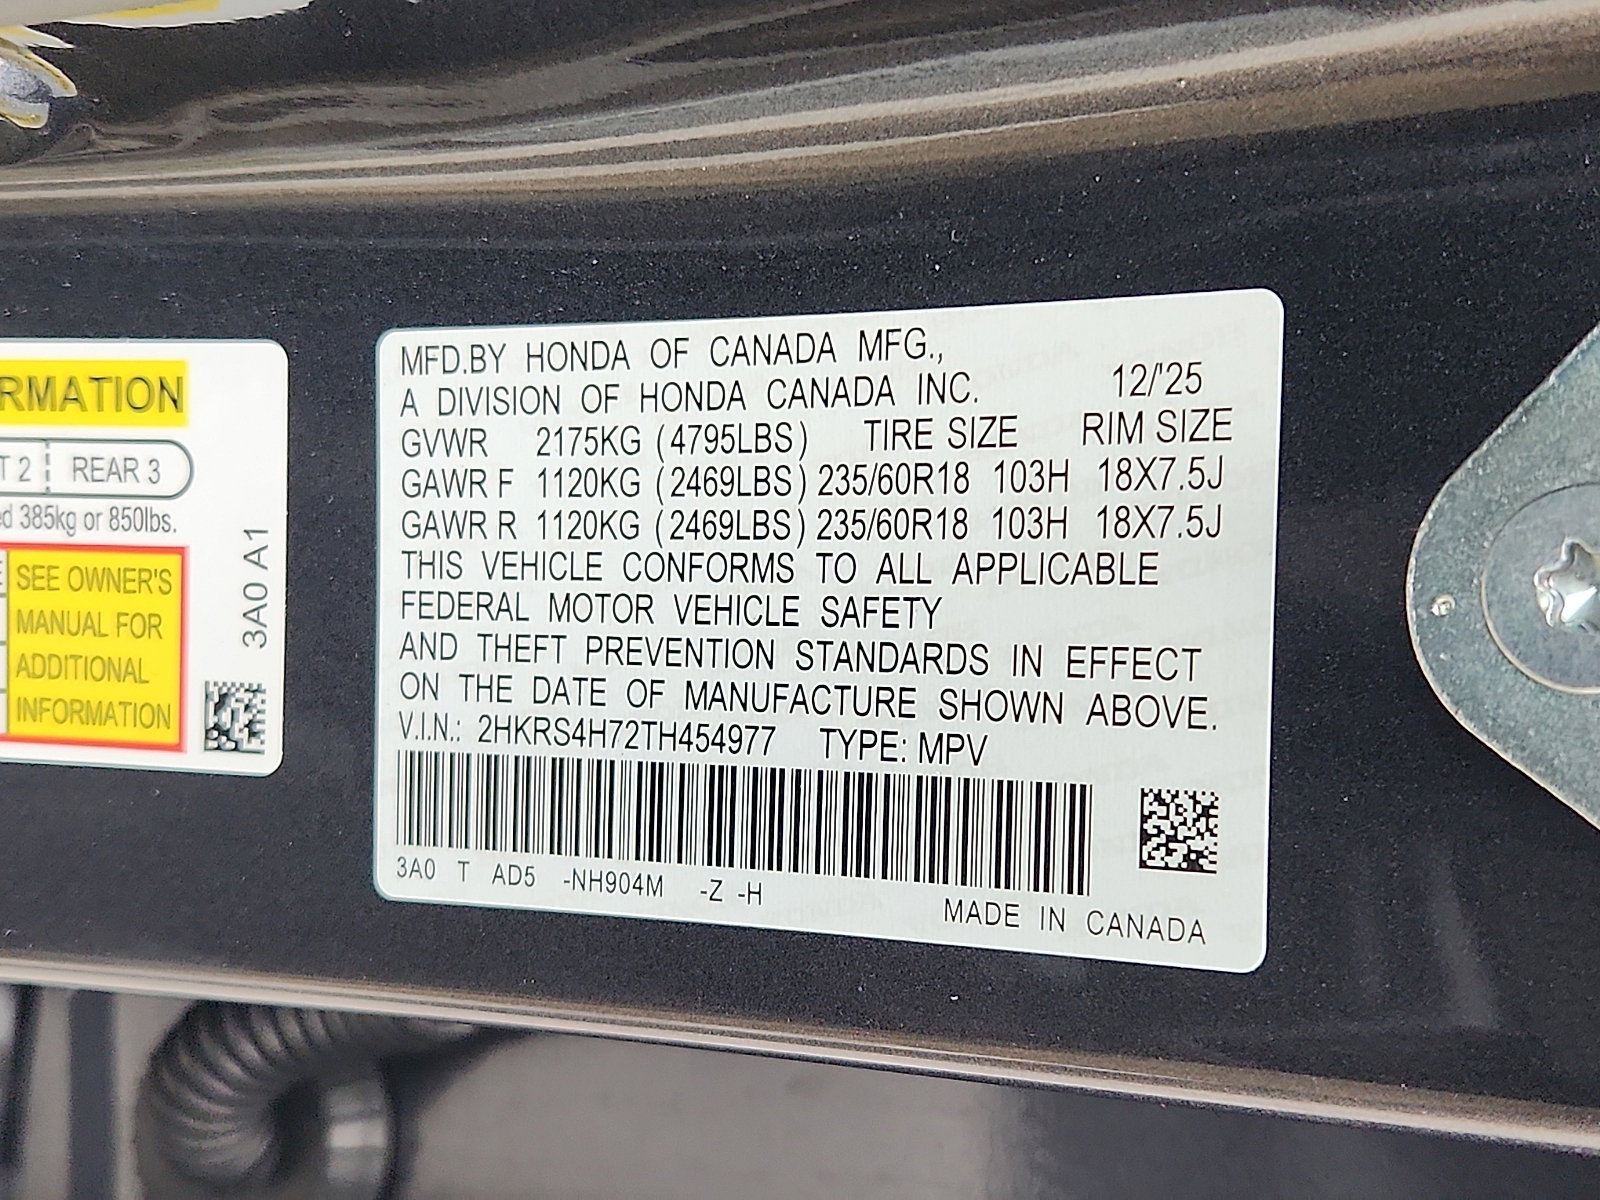 RMATION
T 2 REAR 3
ed 385kg or 850lbs.
SEE OWNER'S
MANUAL FOR
ADDITIONAL
INFORMATION
3A0 A1
MFD.BY HONDA OF CANADA MFG.,
A DIVISION OF HONDA CANADA INC. 12/'25
GVWR 2175KG (4795LBS) TIRE SIZE RIM SIZE
GAWR F 1120KG (2469LBS) 235/60R18 103H 18X7.5J
GAWR R 1120KG (2469LBS) 235/60R18 103H 18X7.5J
THIS VEHICLE CONFORMS TO ALL APPLICABLE
FEDERAL MOTOR VEHICLE SAFETY
AND THEFT PREVENTION STANDARDS IN EFFECT
ON THE DATE OF MANUFACTURE SHOWN ABOVE.
V.I.N.: 2HKRS4H72TH454977 TYPE: MPV
3A0 T AD5 -NH904M -Z -H
MADE IN CANADA